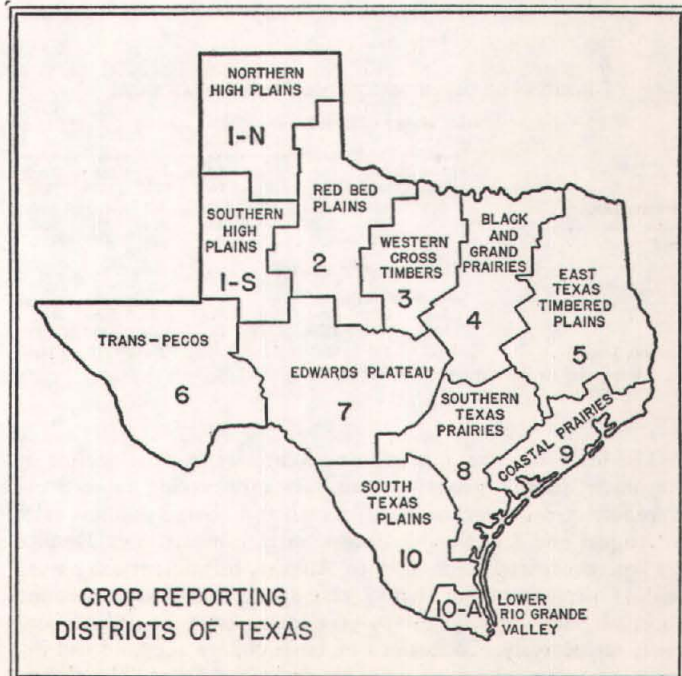 NORTHERN
HIGH PLAINS
1-N
RED BED
PLAINS
2
SOUTHERN
HIGH
PLAINS
1-S
WESTERN
CROSS
TIMBERS
3
BLACK
AND
GRAND
PRAIRIES
4
EAST
TEXAS
TIMBERED
PLAINS
5
TRANS-PECOS
6
EDWARDS PLATEAU
7
SOUTHERN
TEXAS
PRAIRIES
8
COASTAL PRAIRIES
9
SOUTH
TEXAS
PLAINS
10
10-A
LOWER
RIO GRANDE
VALLEY
CROP REPORTING
DISTRICTS OF TEXAS